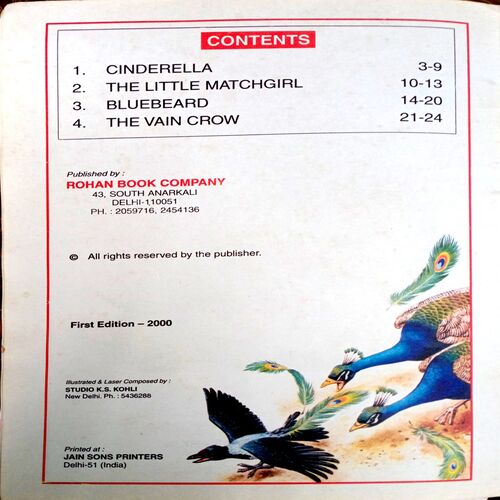 CONTENTS
1. CINDERELLA 3-9
2. THE LITTLE MATCHGIRL 10-13
3. BLUEBEARD 14-20
4. THE VAIN CROW 21-24
Published by :
ROHAN BOOK COMPANY
43, SOUTH ANARKALI
DELHI-110051
PH. : 2059716, 2454136
© All rights reserved by the publisher.
First Edition – 2000
Illustrated & Laser Composed by :
STUDIO K.S. KOHLI
New Delhi. Ph. : 5436288
Printed at :
JAIN SONS PRINTERS
Delhi-51 (India)